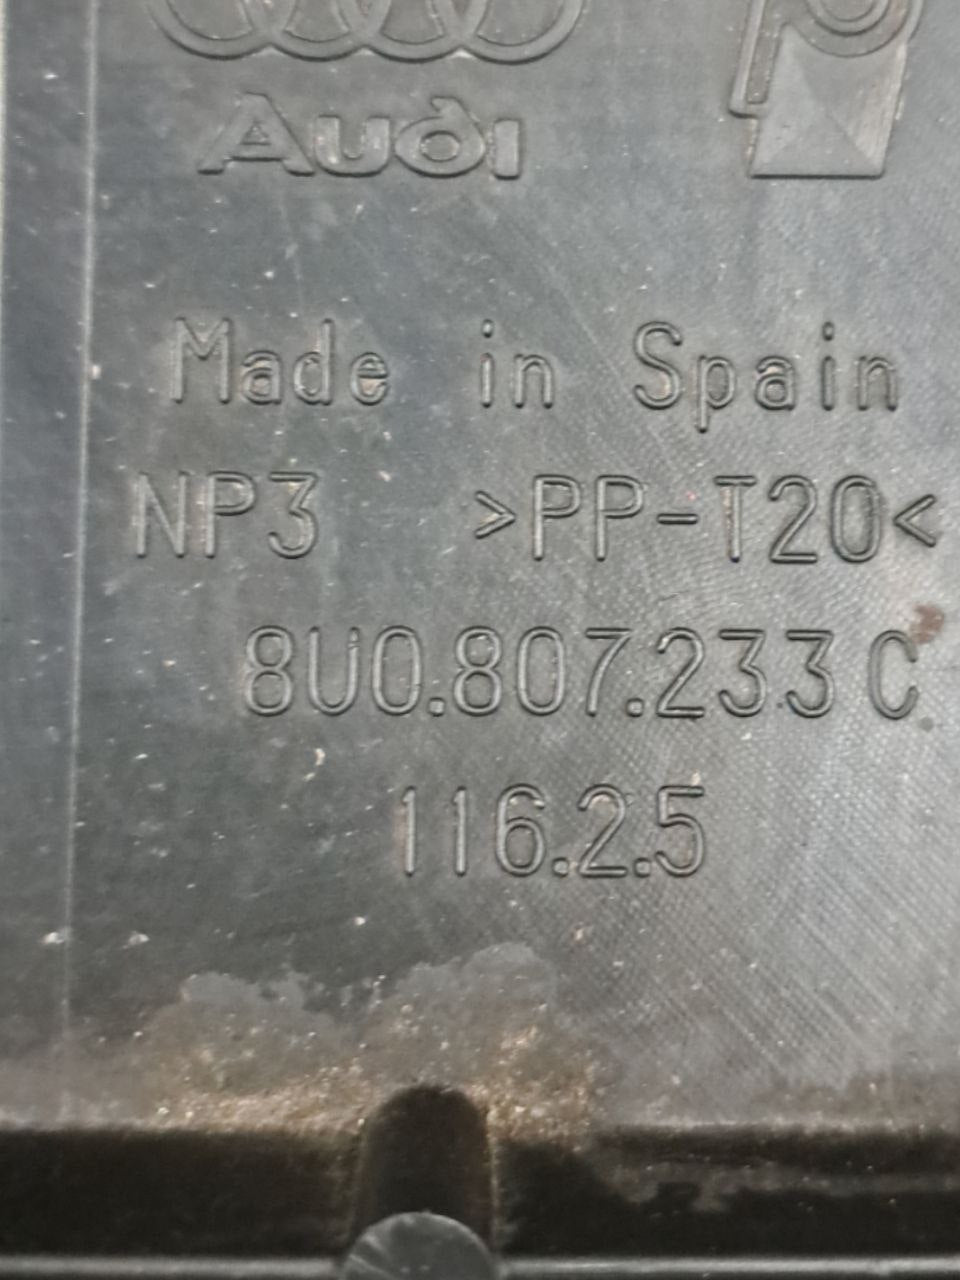 Audi
Made in Spain
NP3 >PP-T20<
8U0.807.233 C
116.2.5